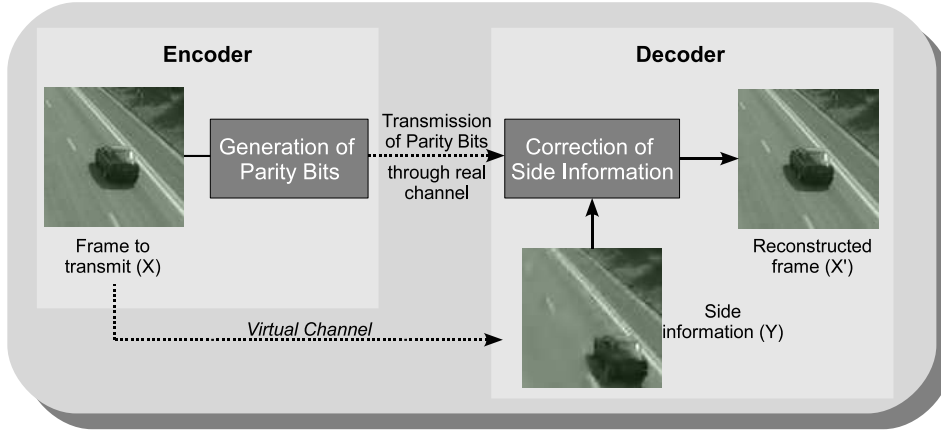 Encoder
Frame to
transmit (X)
Generation of
Parity Bits
Transmission
of Parity Bits
through real
channel
Virtual Channel
Decoder
Correction of
Side Information
Side
information (Y)
Reconstructed
frame (X')